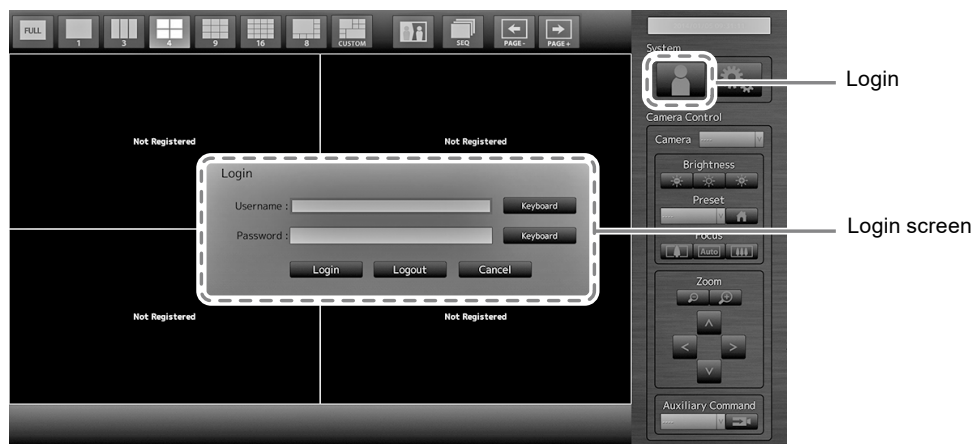 FULL 1 3 4 9 16 8 CUSTOM SEQ PAGE- PAGE+
System
Login
Camera Control
Camera
Not Registered Not Registered
Brightness
Login
Username : Keyboard
Preset
Password : Keyboard
Login screen
Focus
Auto
Login Logout Cancel
Zoom
Not Registered Not Registered
Auxiliary Command